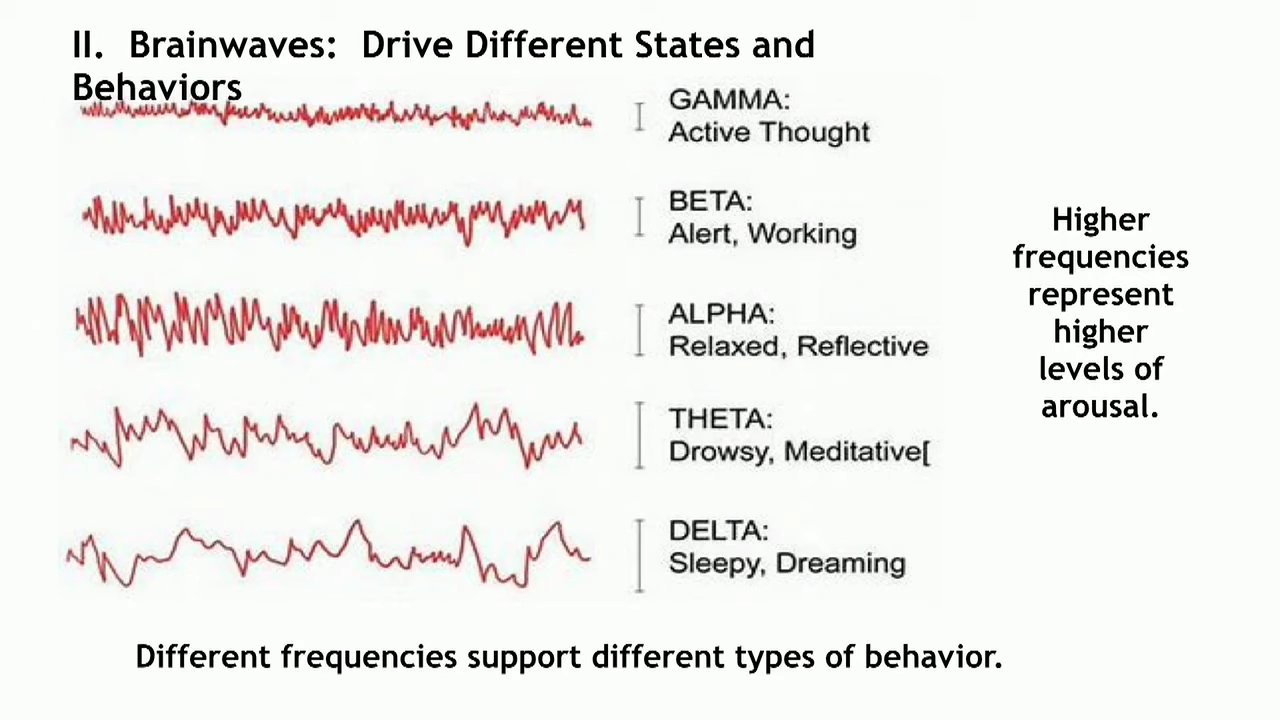 II.  Brainwaves:  Drive Different States and
Behaviors
GAMMA:
Active Thought
BETA:
Alert, Working
ALPHA:
Relaxed, Reflective
THETA:
Drowsy, Meditative[
DELTA:
Sleepy, Dreaming
Higher
frequencies
represent
higher
levels of
arousal.
Different frequencies support different types of behavior.